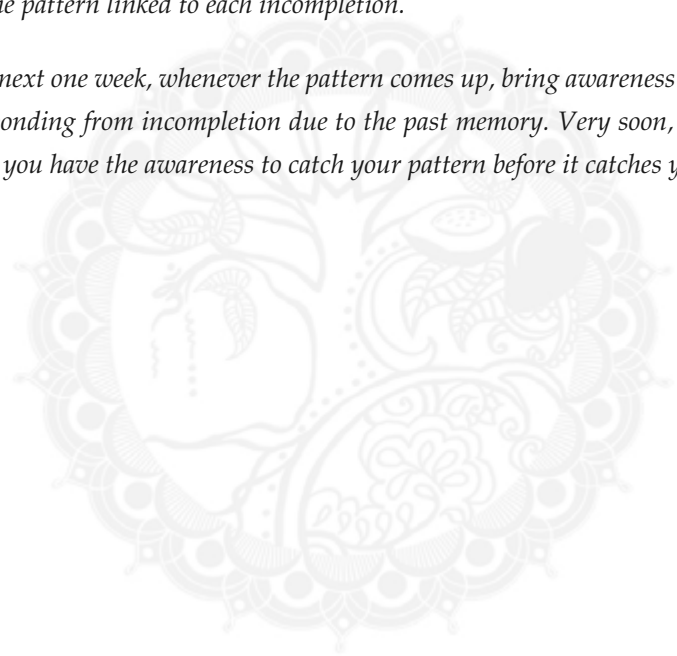 pattern linked to each incompletion.
next one week, whenever the pattern comes up, bring awareness
onding from incompletion due to the past memory. Very soon,
you have the awareness to catch your pattern before it catches